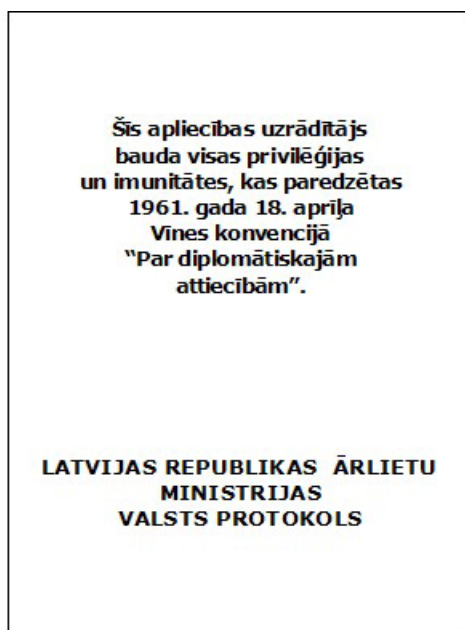 Šīs apliecības uzrādītājs
bauda visas privilēģijas
un imunitātes, kas paredzētas
1961. gada 18. aprīļa
Vīnes konvencijā
“Par diplomātiskajām
attiecībām”.
LATVIJAS REPUBLIKAS ĀRLIETU
MINISTRIJAS
VALSTS PROTOKOLS